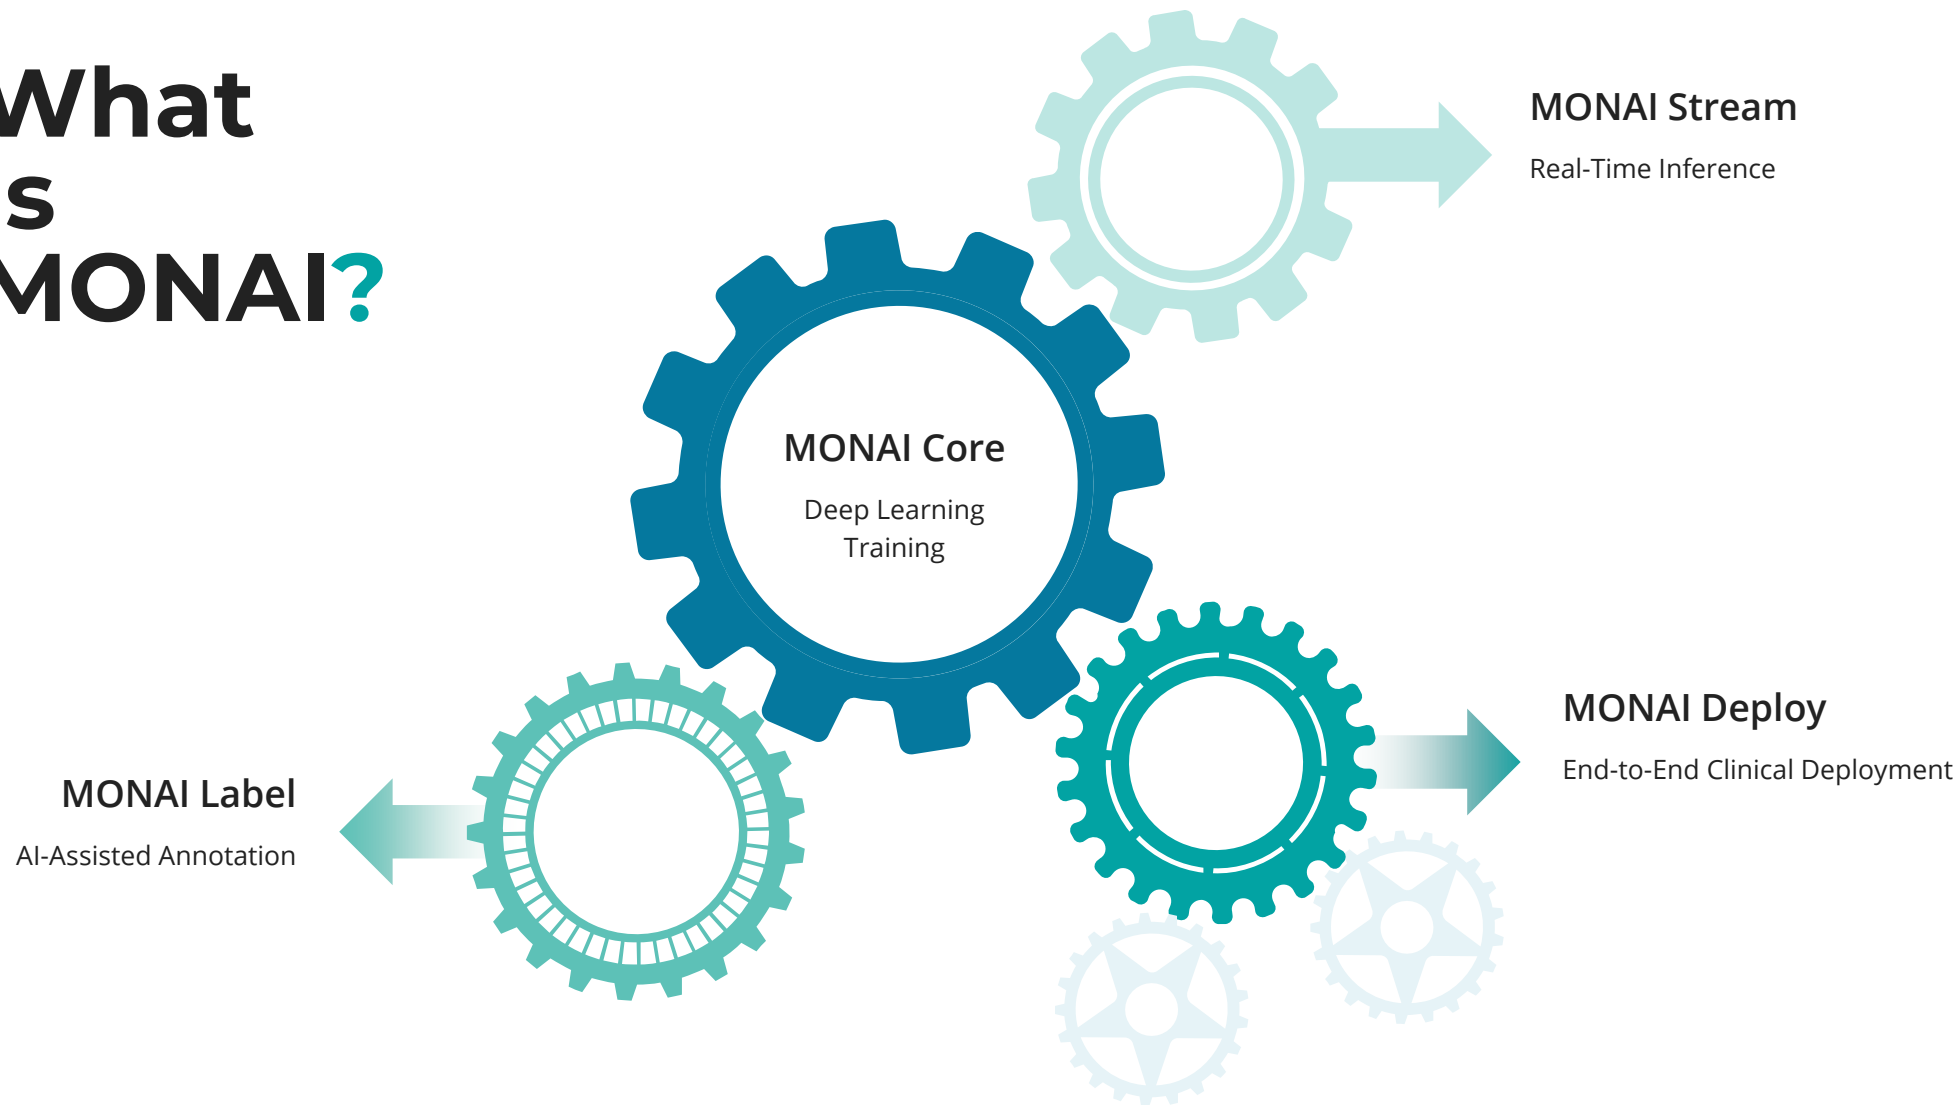 What
is
MONAI?
MONAI Stream
Real-Time Inference
MONAI Core
Deep Learning
Training
MONAI Deploy
End-to-End Clinical Deployment
MONAI Label
AI-Assisted Annotation